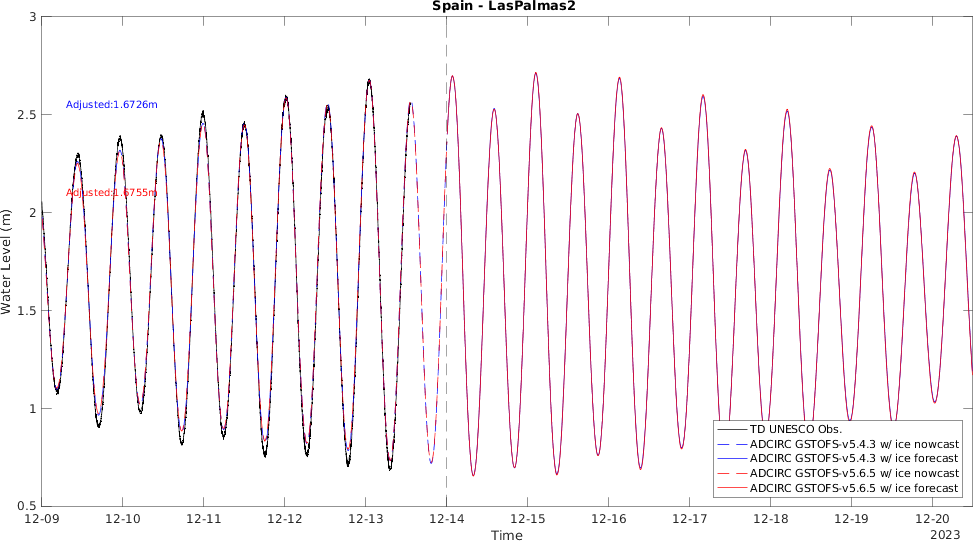 Spain - LasPalmas2
3
2.5
2
1.5
1
0.5
Water Level (m)
Adjusted:1.6726m
Adjusted:1.6755m
TD UNESCO Obs.
ADCIRC GSTOFS-v5.4.3 w/ ice nowcast
ADCIRC GSTOFS-v5.4.3 w/ ice forecast
ADCIRC GSTOFS-v5.6.5 w/ ice nowcast
ADCIRC GSTOFS-v5.6.5 w/ ice forecast
12-09 12-10 12-11 12-12 12-13 12-14 12-15 12-16 12-17 12-18 12-19 12-20
Time
2023